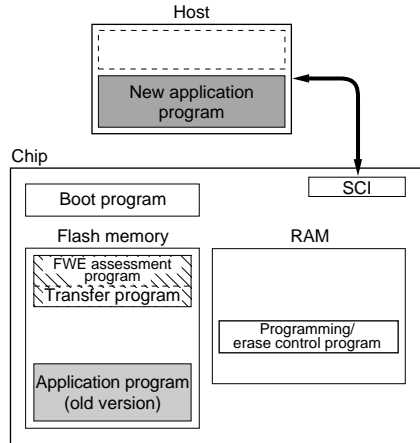 Host
New application
program
Chip
SCI
Boot program
Flash memory
RAM
FWE assessment
program
Transfer program
Programming/
erase control program
Application program
(old version)